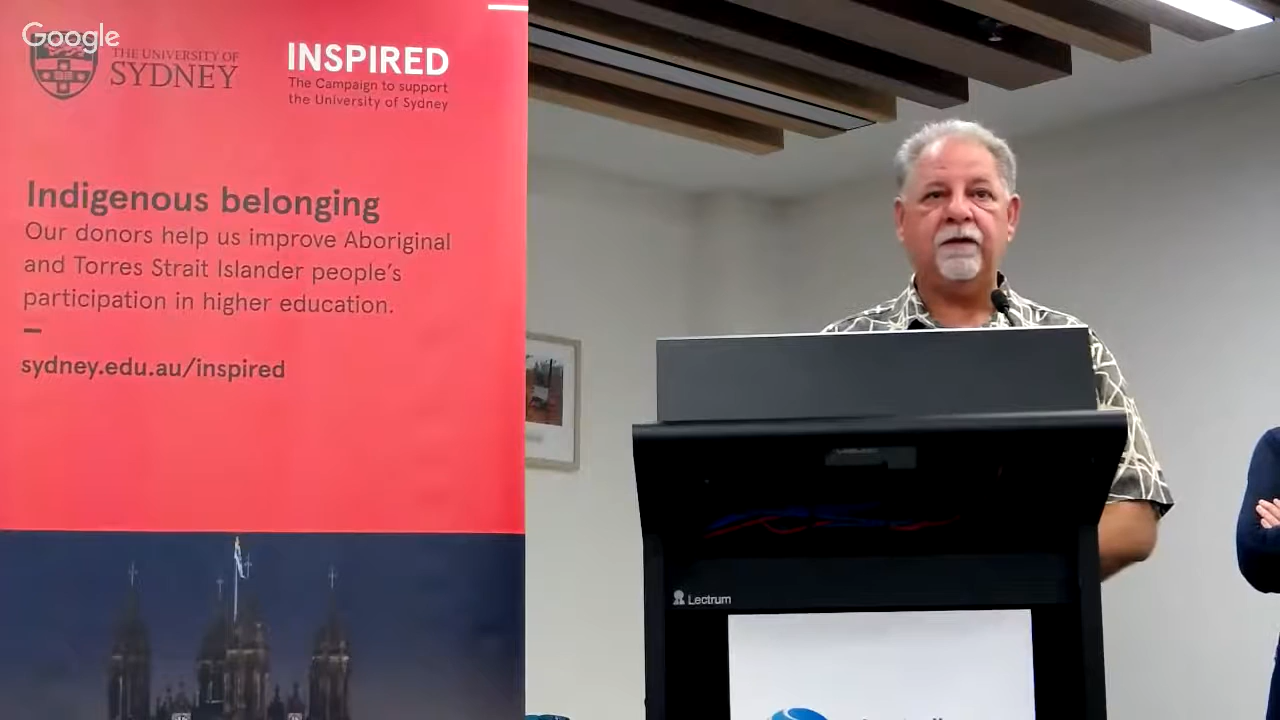 Google
THE UNIVERSITY OF
SYDNEY
INSPIRED
The Campaign to support
the University of Sydney
Indigenous belonging
Our donors help us improve Aboriginal
and Torres Strait Islander people's
participation in higher education.
sydney.edu.au/inspired
Lectrum